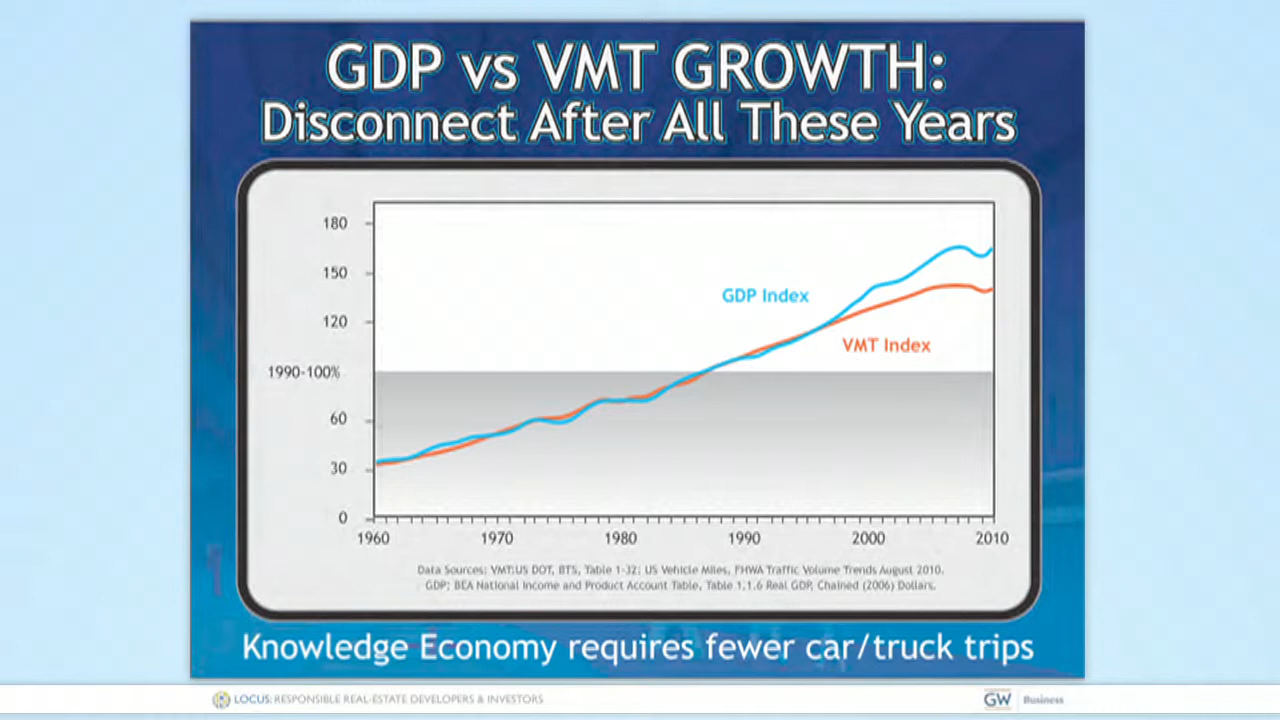 GDP vs VMT GROWTH:
Disconnect After All These Years
180
150
120
1990-100%
60
30
0
GDP Index
VMT Index
1960 1970 1980 1990 2000 2010
Data Sources: VMT:US DOT, BTS, Table 1-32; US Vehicle Miles, FHWA Traffic Volume Trends August 2010.
GDP; BEA National Income and Product Account Table, Table 1.1.6 Real GDP, Chained (2006) Dollars.
Knowledge Economy requires fewer car/truck trips
LOCUS: RESPONSIBLE REAL-ESTATE DEVELOPERS & INVESTORS
GW Business